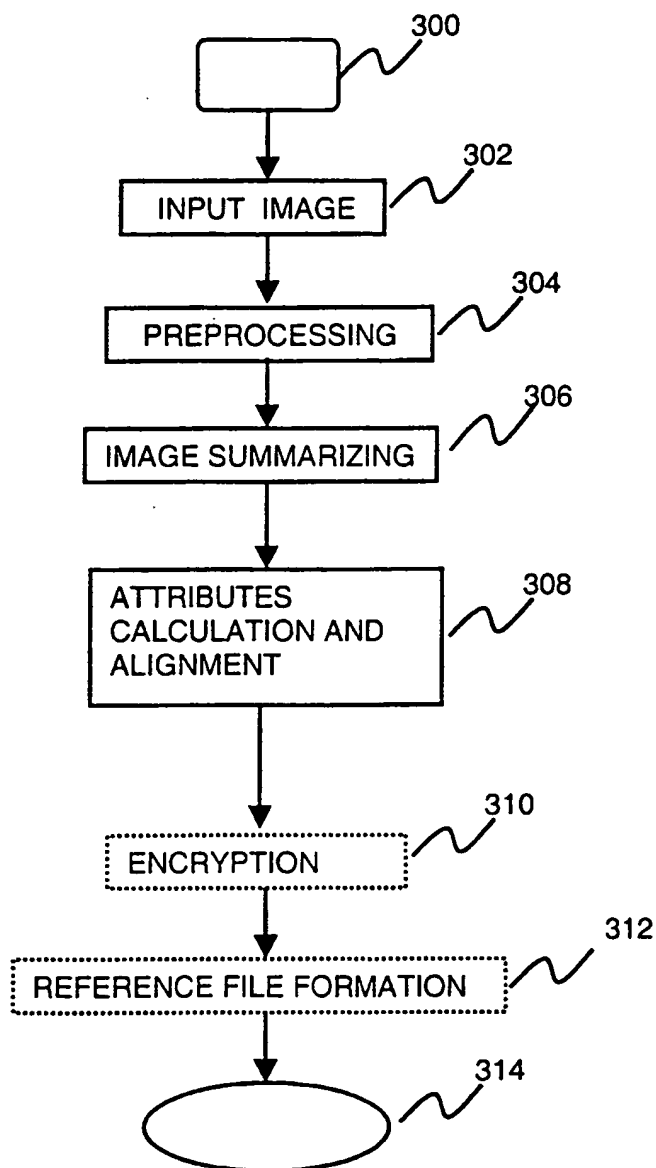 300
302
INPUT IMAGE
304
PREPROCESSING
306
IMAGE SUMMARIZING
308
ATTRIBUTES
CALCULATION AND
ALIGNMENT
310
ENCRYPTION
312
REFERENCE FILE FORMATION
314